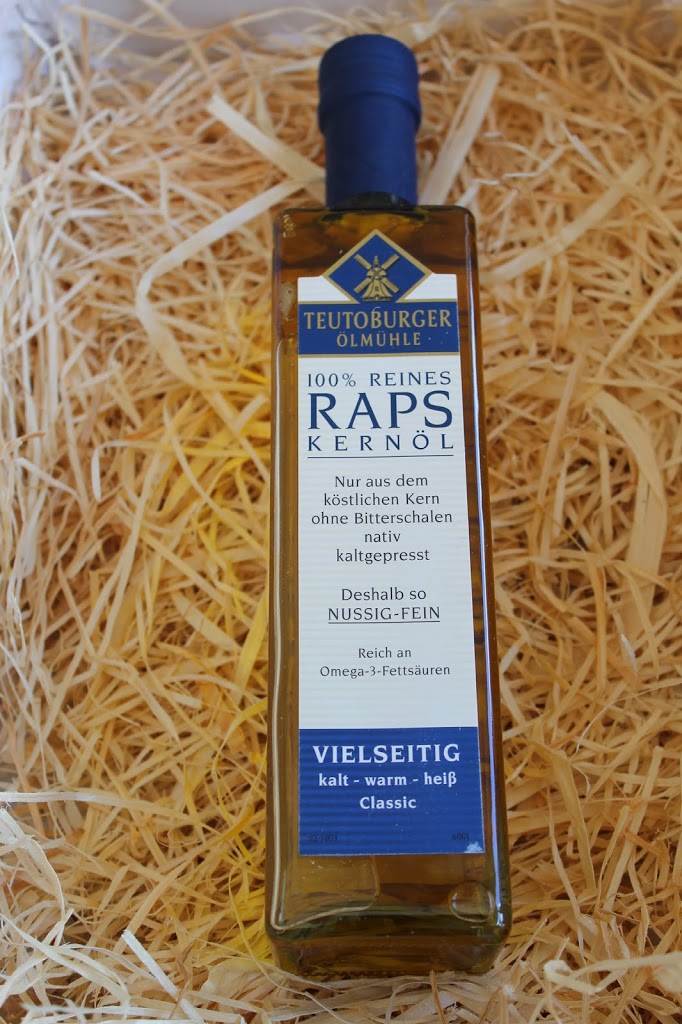 TEUTOBURGER
ÖLMÜHLE
100% REINES
RAPS
KERNÖL
Nur aus dem
köstlichen Kern
ohne Bitterschalen
nativ
kaltgepresst
Deshalb so
NUSSIG-FEIN
Reich an
Omega-3-Fettsäuren
VIELSEITIG
kalt - warm - heiß
Classic